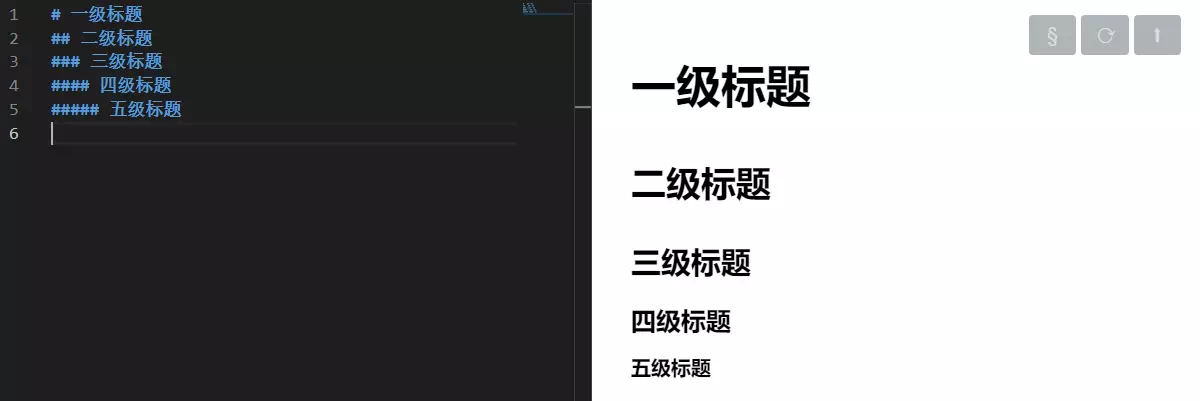 1 # 一级标题
2 ## 二级标题
3 ### 三级标题
4 #### 四级标题
5 ##### 五级标题
6
§
一级标题
二级标题
三级标题
四级标题
五级标题